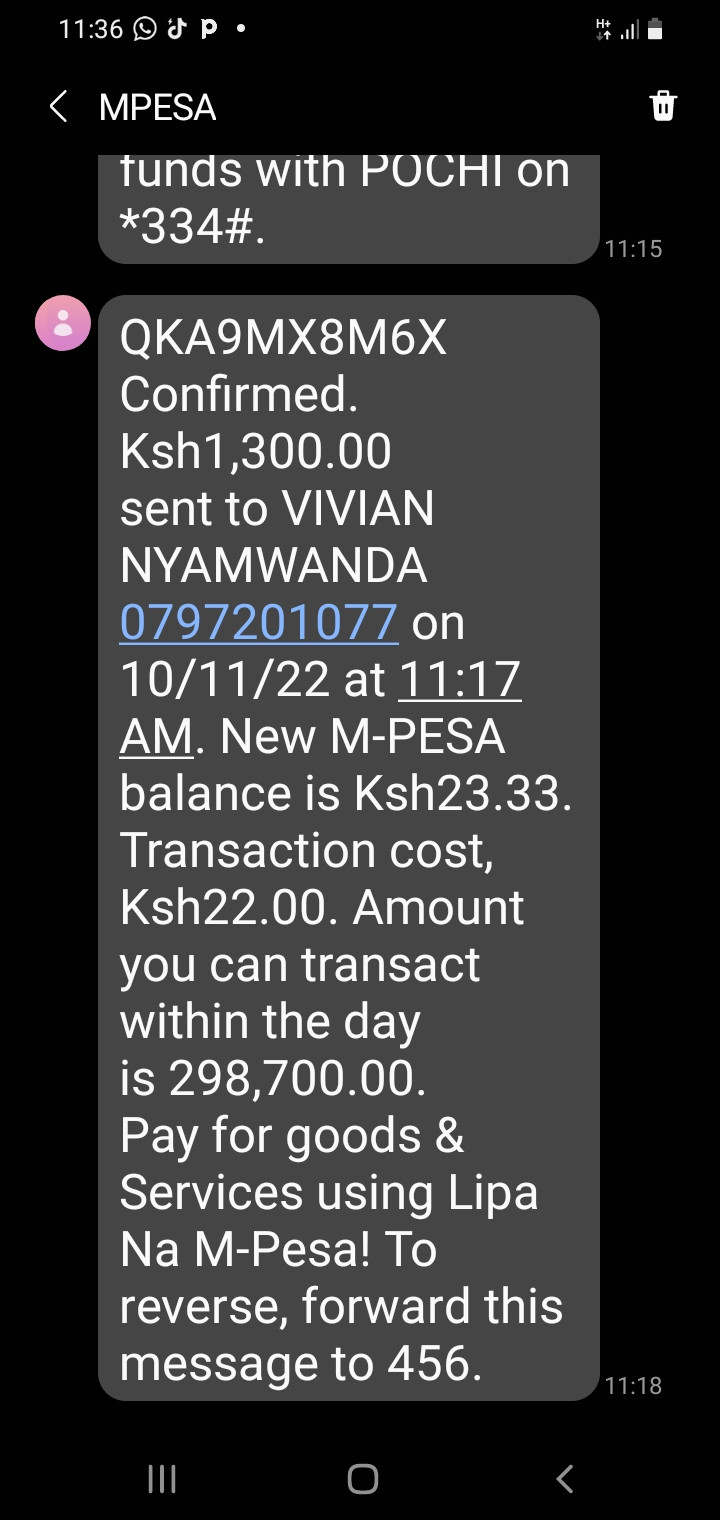 11:36
H+
MPESA
funds with POCHI on
*334#.
11:15
QKA9MX8M6X
Confirmed.
Ksh1,300.00
sent to VIVIAN
NYAMWANDA
0797201077 on
10/11/22 at 11:17
AM. New M-PESA
balance is Ksh23.33.
Transaction cost,
Ksh22.00. Amount
you can transact
within the day
is 298,700.00.
Pay for goods &
Services using Lipa
Na M-Pesa! To
reverse, forward this
message to 456.
11:18